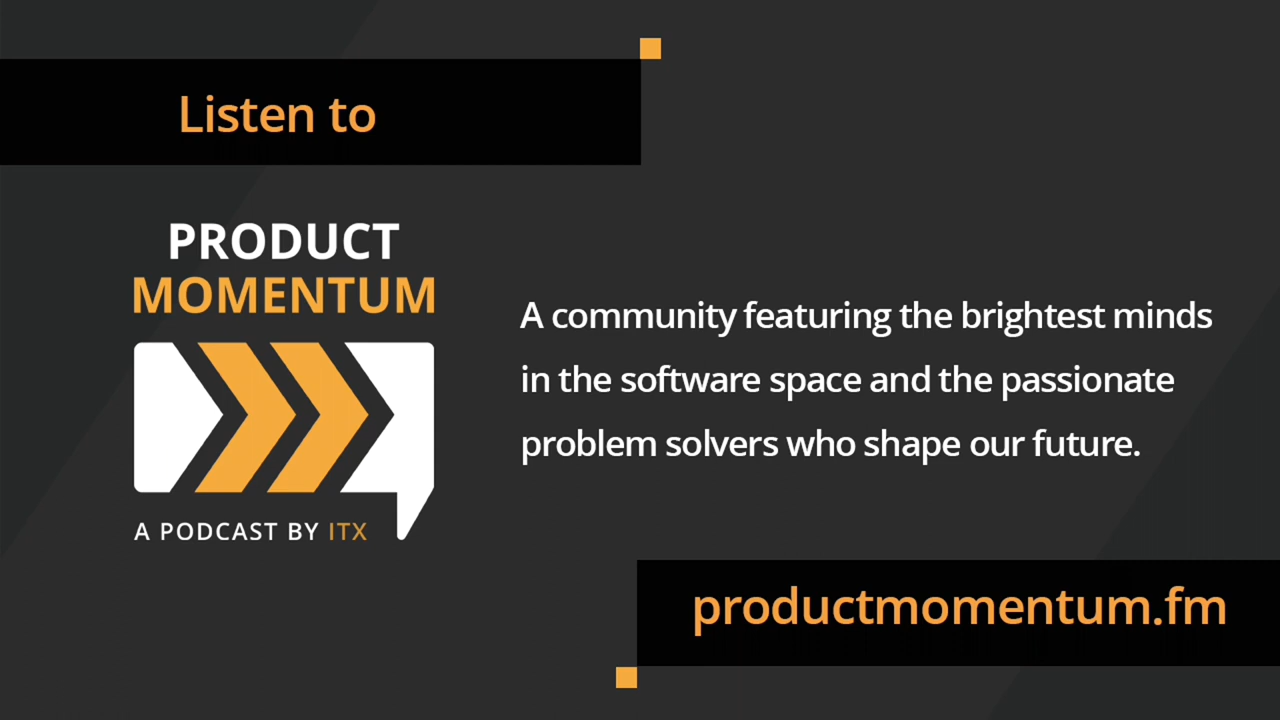 Listen to
PRODUCT
MOMENTUM
A PODCAST BY ITX
A community featuring the brightest minds
in the software space and the passionate
problem solvers who shape our future.
productmomentum.fm